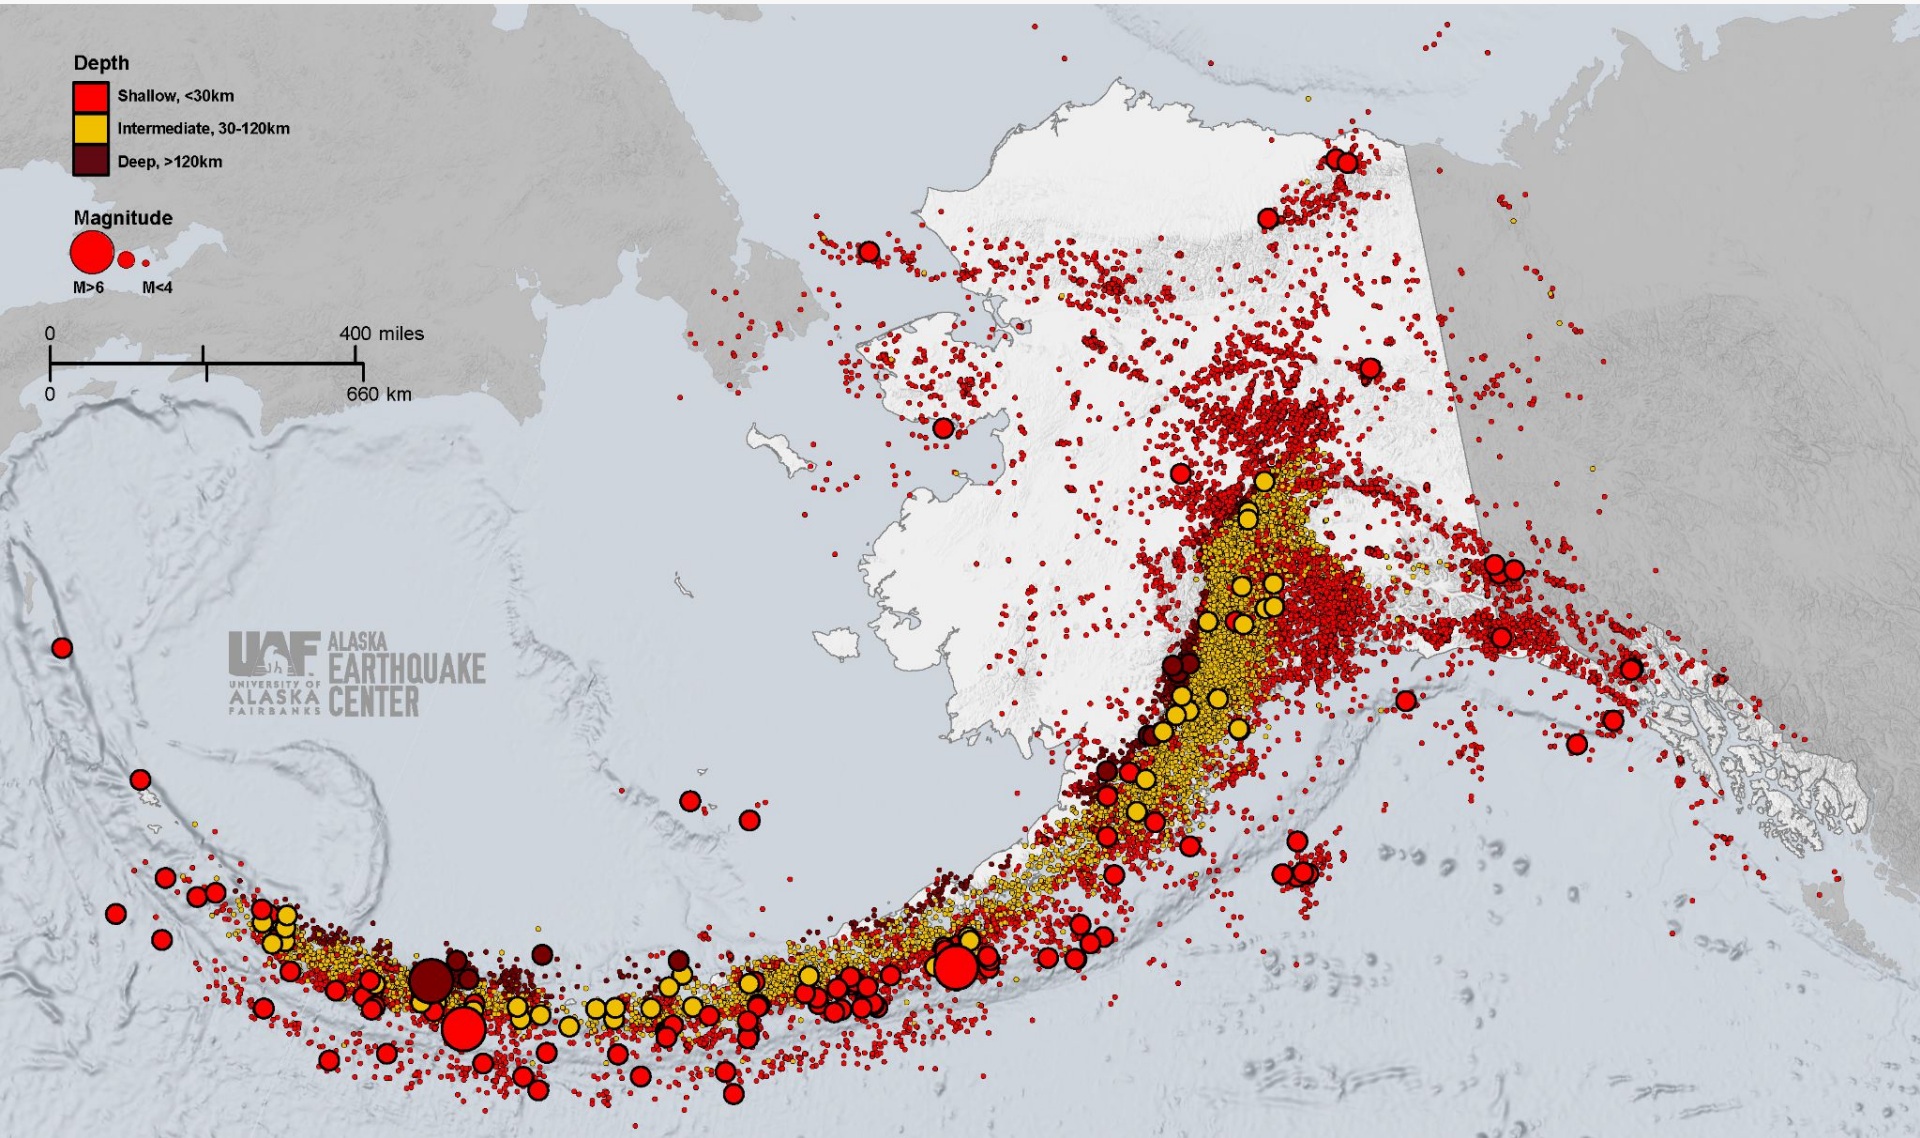 Depth
Shallow, <30km
Intermediate, 30-120km
Deep, >120km
Magnitude
M>6
M<4
0
400 miles
0
660 km
UAF
UNIVERSITY OF
ALASKA
FAIRBANKS
ALASKA
EARTHQUAKE
CENTER